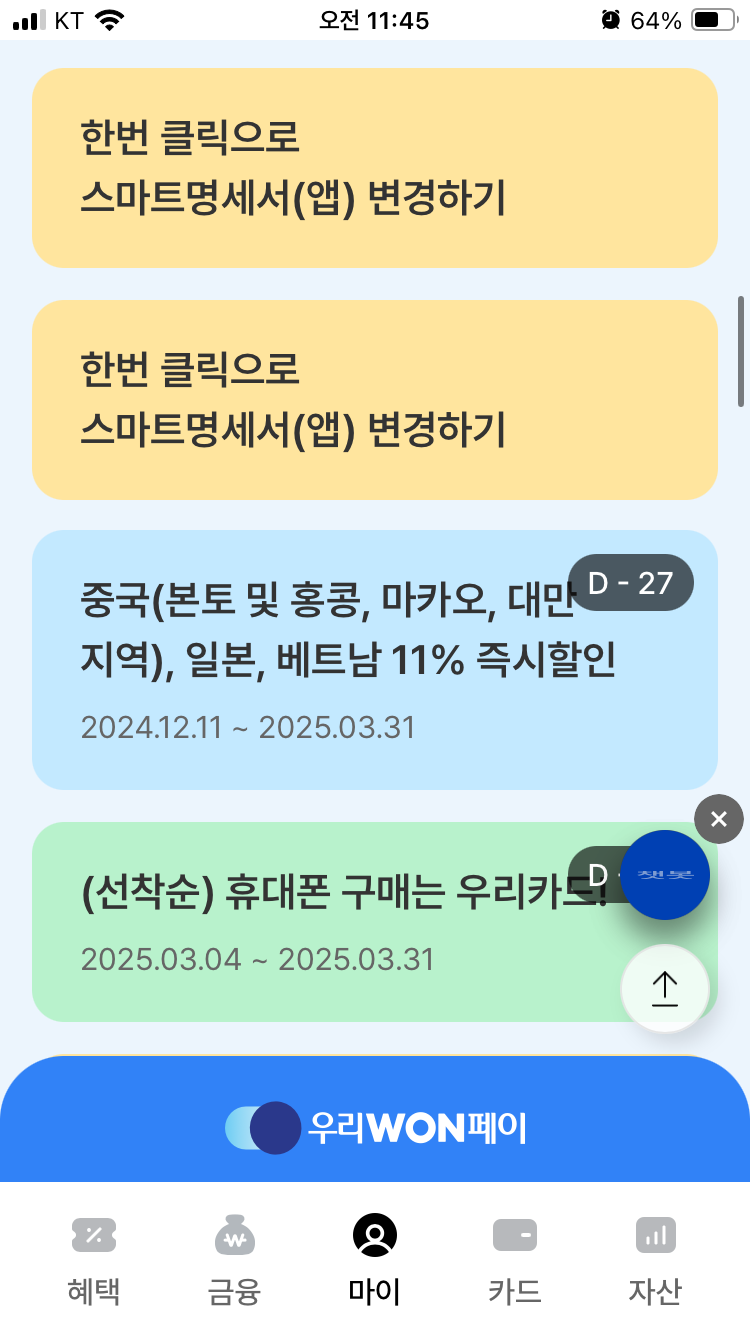 KT 오전 11:45 64%
한번 클릭으로
스마트명세서(앱) 변경하기
한번 클릭으로
스마트명세서(앱) 변경하기
D - 27
중국(본토 및 홍콩, 마카오, 대만
지역), 일본, 베트남 11% 즉시할인
2024.12.11 ~ 2025.03.31
D -
챗봇
(선착순) 휴대폰 구매는 우리카드!
2025.03.04 ~ 2025.03.31
우리WON페이
혜택 금융 마이 카드 자산